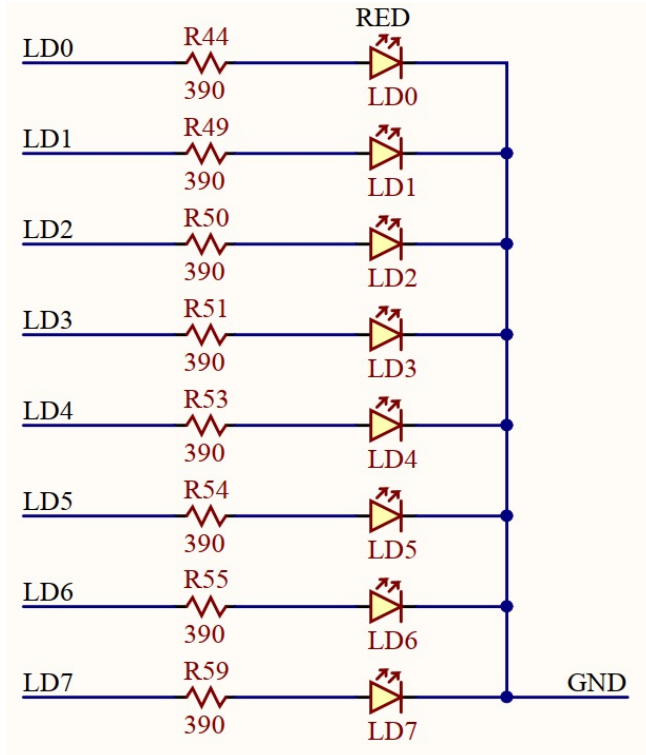 RED
LD0 R44
390 LD0
LD1 R49
390 LD1
LD2 R50
390 LD2
LD3 R51
390 LD3
LD4 R53
390 LD4
LD5 R54
390 LD5
LD6 R55
390 LD6
LD7 R59 GND
390 LD7